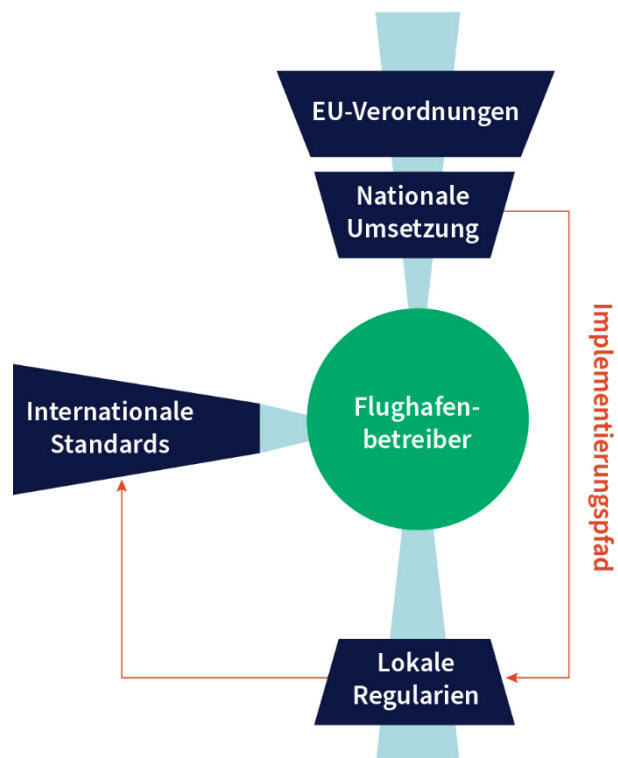 EU-Verordnungen
Nationale
Umsetzung
Internationale
Standards
Flughafen-
betreiber
Implementierungspfad
Lokale
Regularien